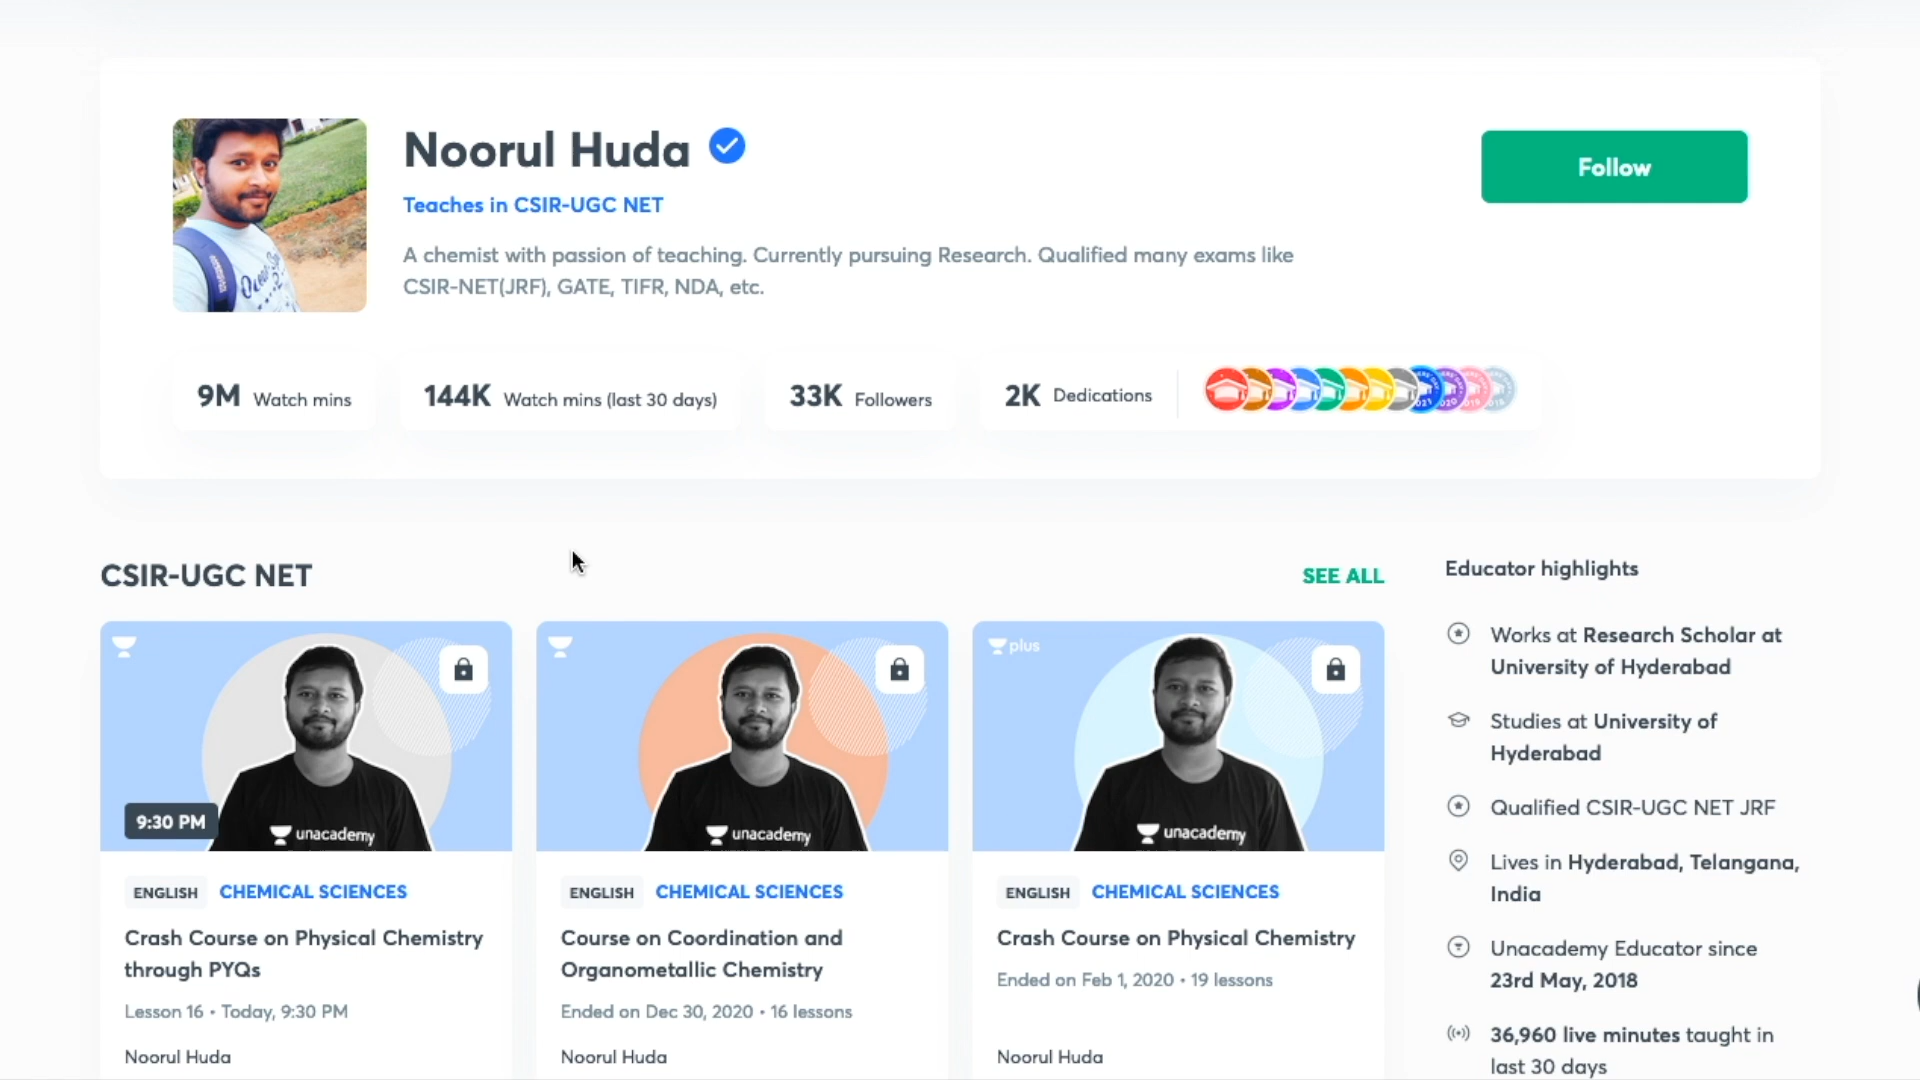 Noorul Huda
Follow
Teaches in CSIR-UGC NET
A chemist with passion of teaching. Currently pursuing Research. Qualified many exams like
CSIR-NET(JRF), GATE, TIFR, NDA, etc.
9M Watch mins
144K Watch mins (last 30 days)
33K Followers
2K Dedications
CSIR-UGC NET
SEE ALL
9:30 PM
unacademy
ENGLISH CHEMICAL SCIENCES
Crash Course on Physical Chemistry
through PYQs
Lesson 16 • Today, 9:30 PM
Noorul Huda
unacademy
ENGLISH CHEMICAL SCIENCES
Course on Coordination and
Organometallic Chemistry
Ended on Dec 30, 2020 • 16 lessons
Noorul Huda
plus
unacademy
ENGLISH CHEMICAL SCIENCES
Crash Course on Physical Chemistry
Ended on Feb 1, 2020 • 19 lessons
Noorul Huda
Educator highlights
Works at Research Scholar at
University of Hyderabad
Studies at University of
Hyderabad
Qualified CSIR-UGC NET JRF
Lives in Hyderabad, Telangana,
India
Unacademy Educator since
23rd May, 2018
36,960 live minutes taught in
last 30 days